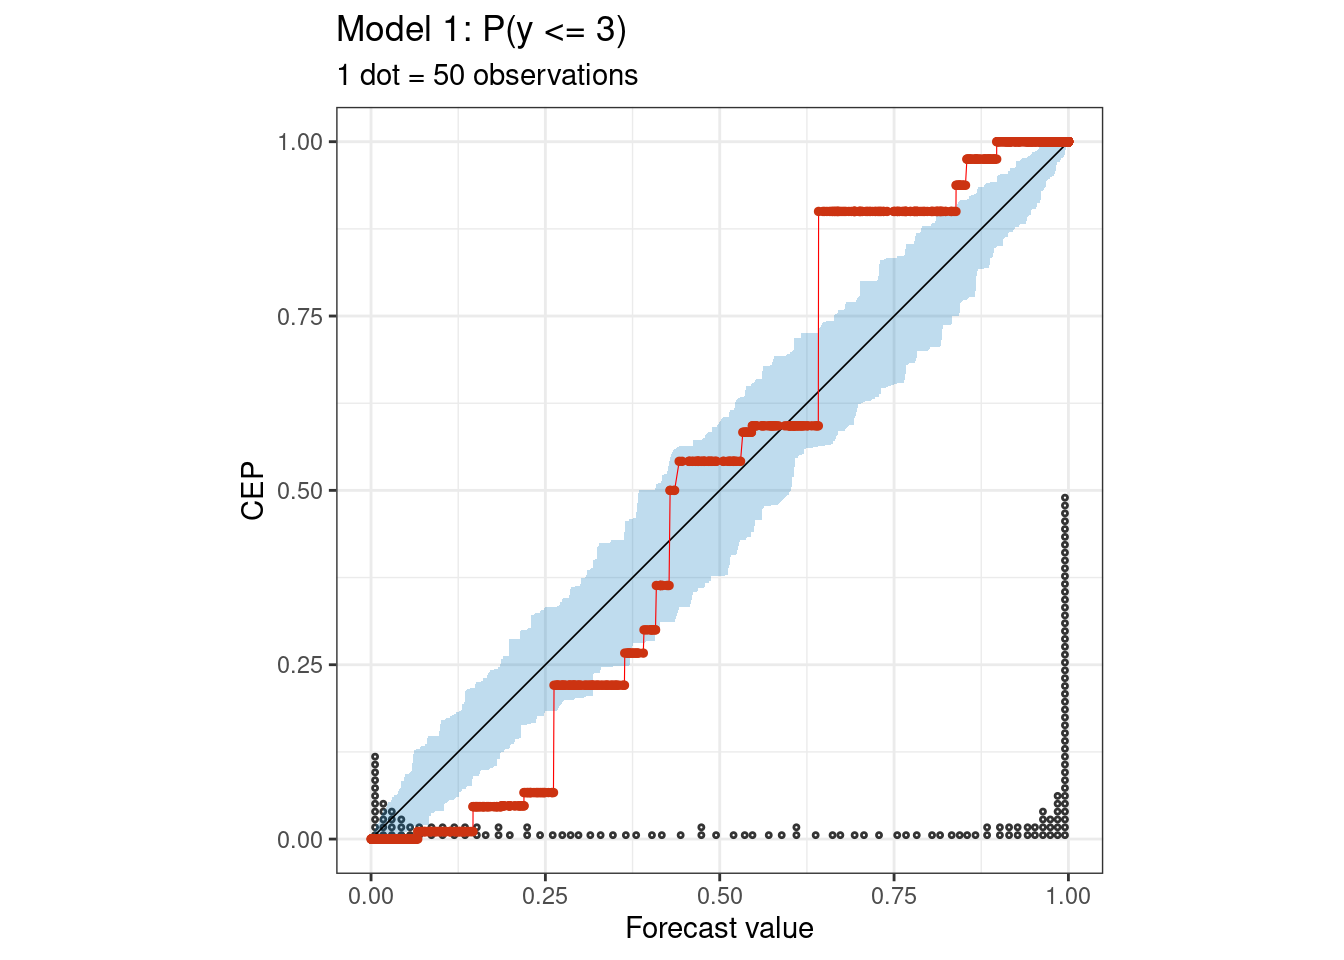 Model 1: P(y <= 3)
1 dot = 50 observations
1.00
0.75
0.50
0.25
0.00
CEP
0.00 0.25 0.50 0.75 1.00
Forecast value